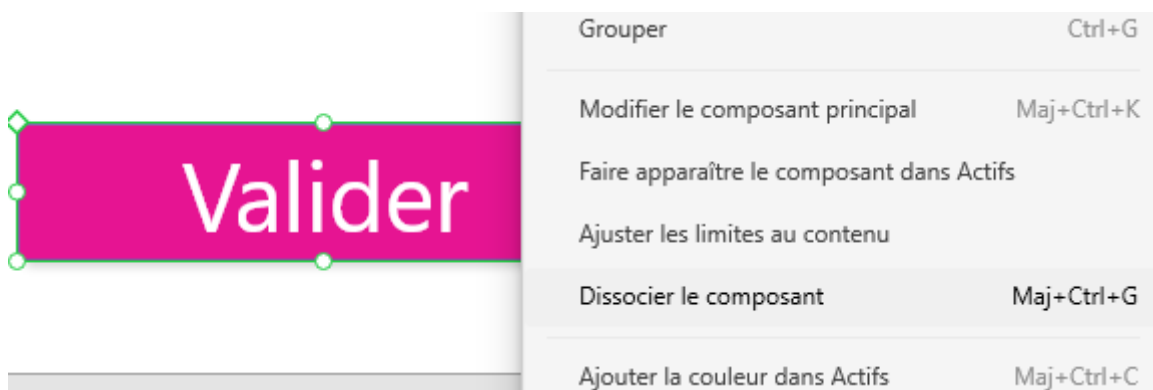 Grouper Ctrl+G
Modifier le composant principal Maj+Ctrl+K
Faire apparaître le composant dans Actifs
Valider
Ajuster les limites au contenu
Dissocier le composant Maj+Ctrl+G
Ajouter la couleur dans Actifs Maj+Ctrl+C